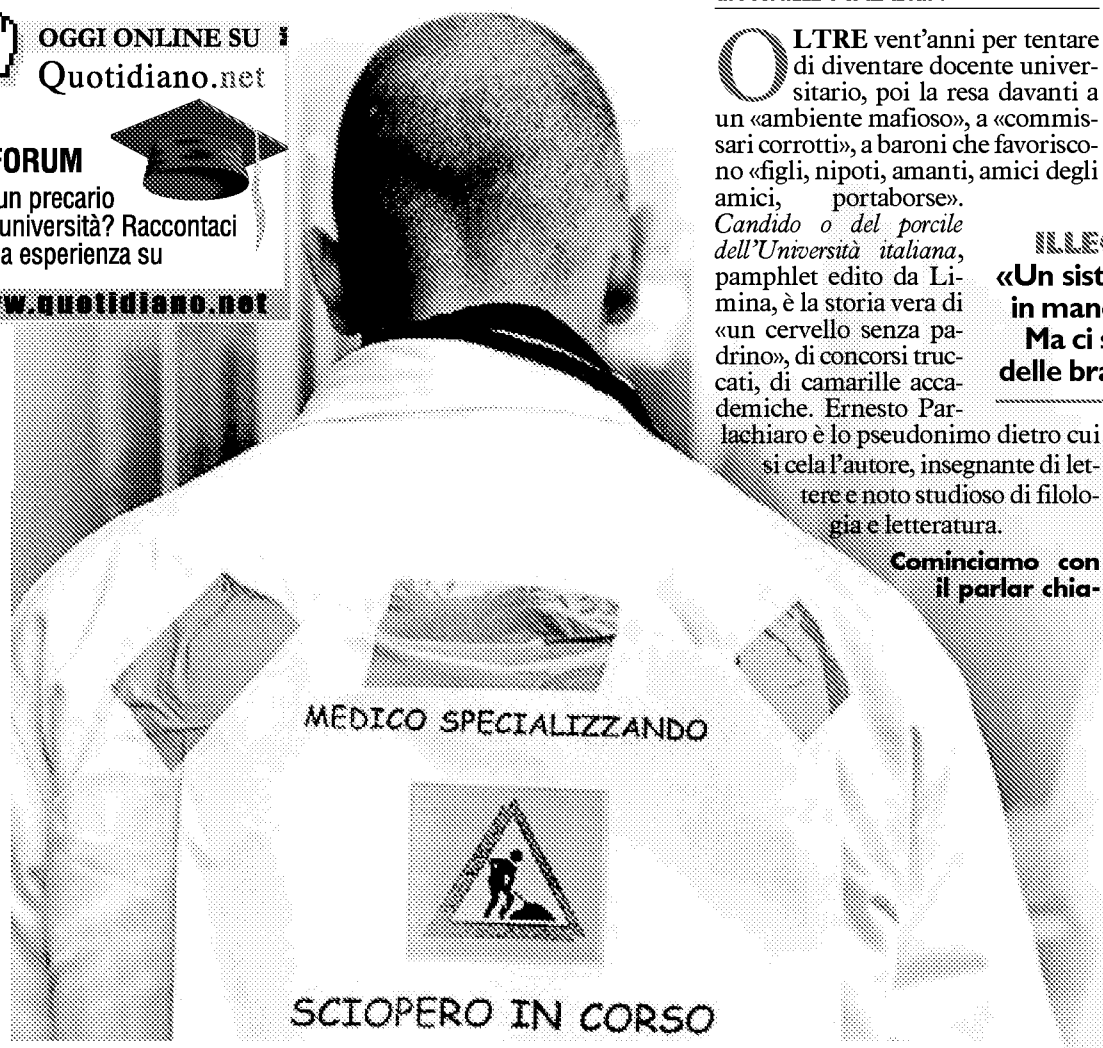 OGGI ONLINE SU
Quotidiano.net
FORUM
un precario
università? Raccontaci
a esperienza su
w.quotidiano.net
OLTRE vent'anni per tentare
di diventare docente univer-
sitario, poi la resa davanti a
un «ambiente mafioso», a «commis-
sari corrotti», a baroni che favorisco-
no «figli, nipoti, amanti, amici degli
amici, portaborse».
Candido o del porcile
dell'Università italiana,
pamphlet edito da Li-
mina, è la storia vera di
«un cervello senza pa-
drino», di concorsi truc-
cati, di camarille acca-
demiche. Ernesto Par-
lachiaro è lo pseudonimo dietro cui
si cela l'autore, insegnante di let-
tere e noto studioso di filolo-
gia e letteratura.
Cominciamo con
il parlar chia-
«Un sist
in man
Ma ci s
delle bra
MEDICO SPECIALIZZANDO
SCIOPERO IN CORSO